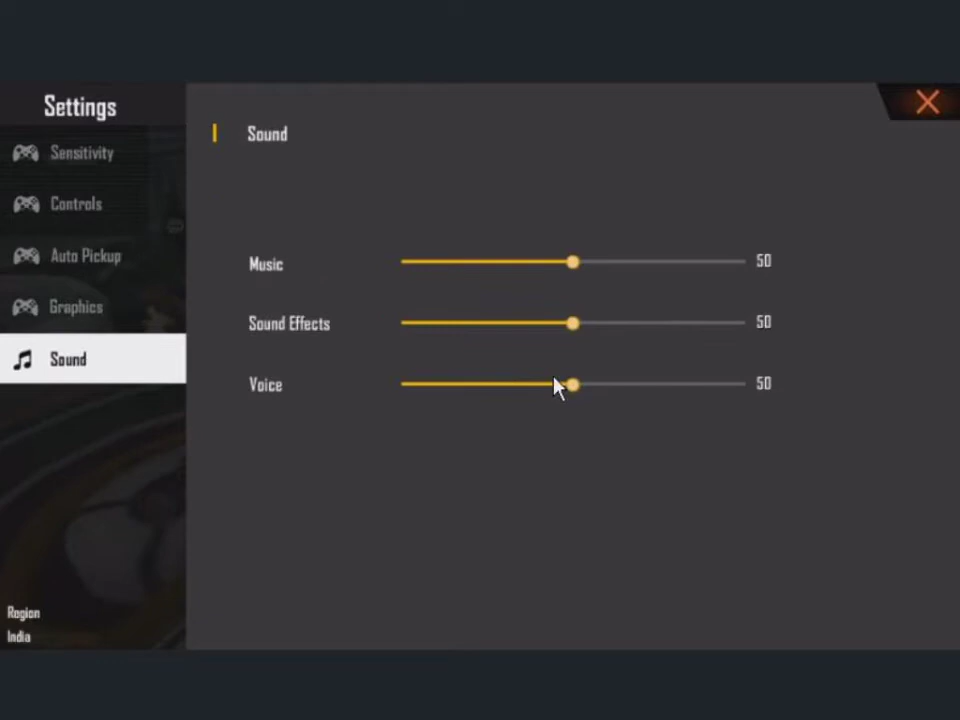 Settings
Sensitivity
Controls
Auto Pickup
Graphics
Sound
Region
India
Sound
Music 50
Sound Effects 50
Voice 50